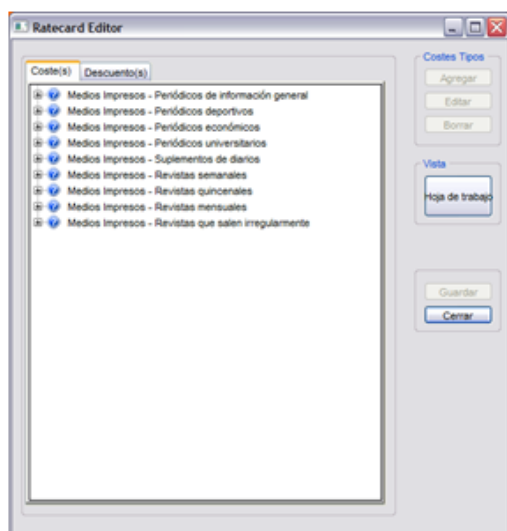 Ratecard Editor
Coste(s) Descuento(s)
Medios Impresos - Periódicos de información general
Medios Impresos - Periódicos deportivos
Medios Impresos - Periódicos económicos
Medios Impresos - Periódicos universitarios
Medios Impresos - Suplementos de diarios
Medios Impresos - Revistas semanales
Medios Impresos - Revistas quincenales
Medios Impresos - Revistas mensuales
Medios Impresos - Revistas que salen irregularmente
Costes Tipos
Agregar
Editar
Borrar
Vista
Hoja de trabajo
Guardar
Cerrar